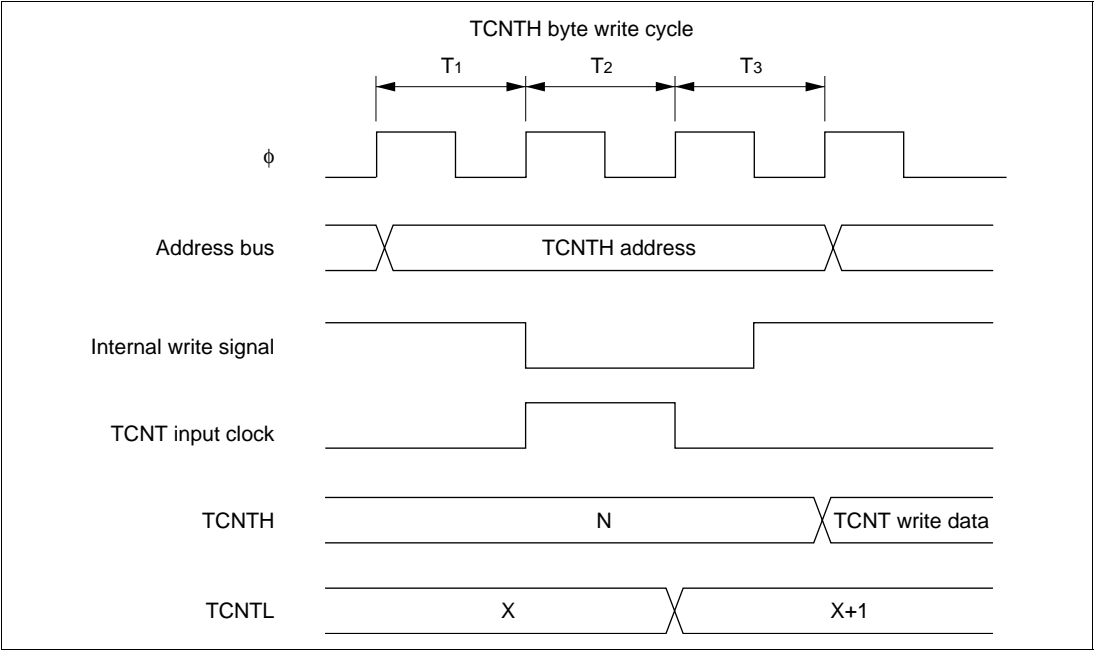 TCNTH byte write cycle
T1 T2 T3
ϕ
Address bus TCNTH address
Internal write signal
TCNT input clock
TCNTH N TCNT write data
TCNTL X X+1